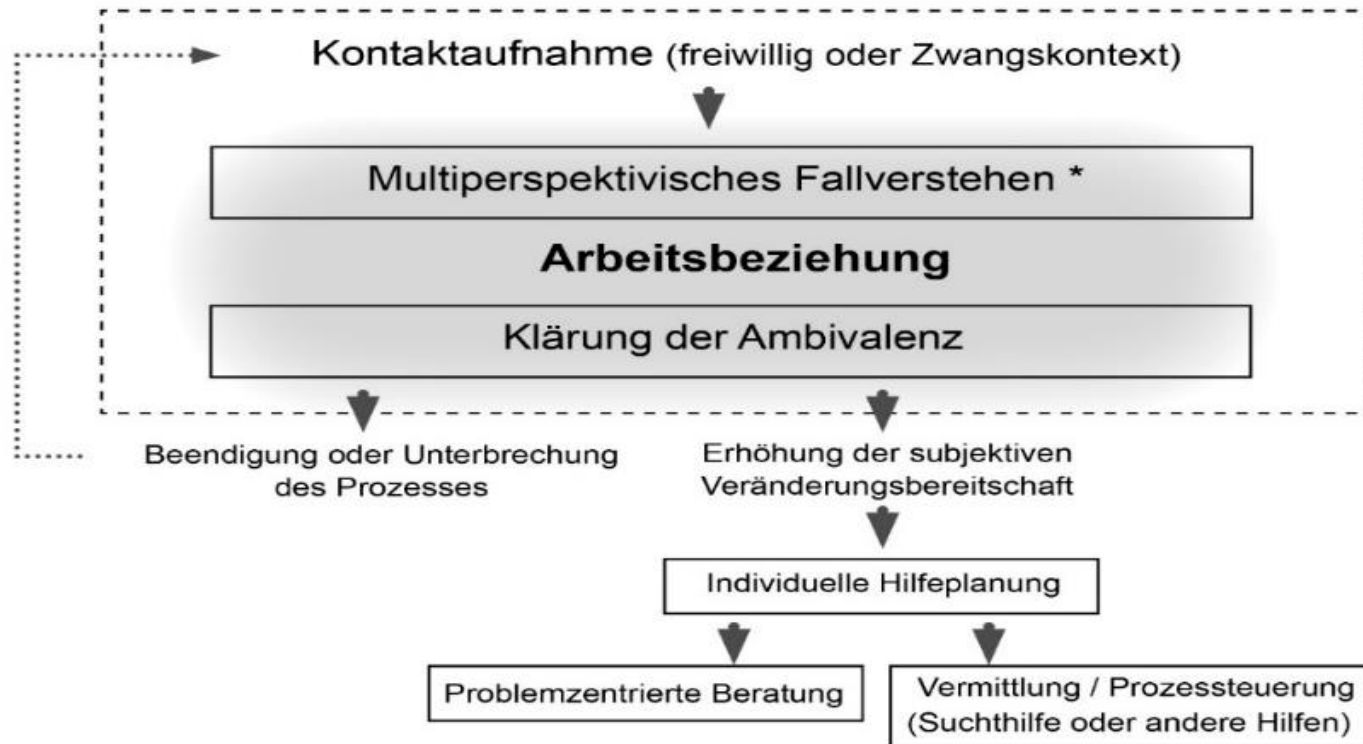 Kontaktaufnahme (freiwillig oder Zwangskontext)
Multiperspektivisches Fallverstehen *
Arbeitsbeziehung
Klärung der Ambivalenz
Beendigung oder Unterbrechung
des Prozesses
Erhöhung der subjektiven
Veränderungsbereitschaft
Individuelle Hilfeplanung
Problemzentrierte Beratung
Vermittlung / Prozessteuerung
(Suchthilfe oder andere Hilfen)